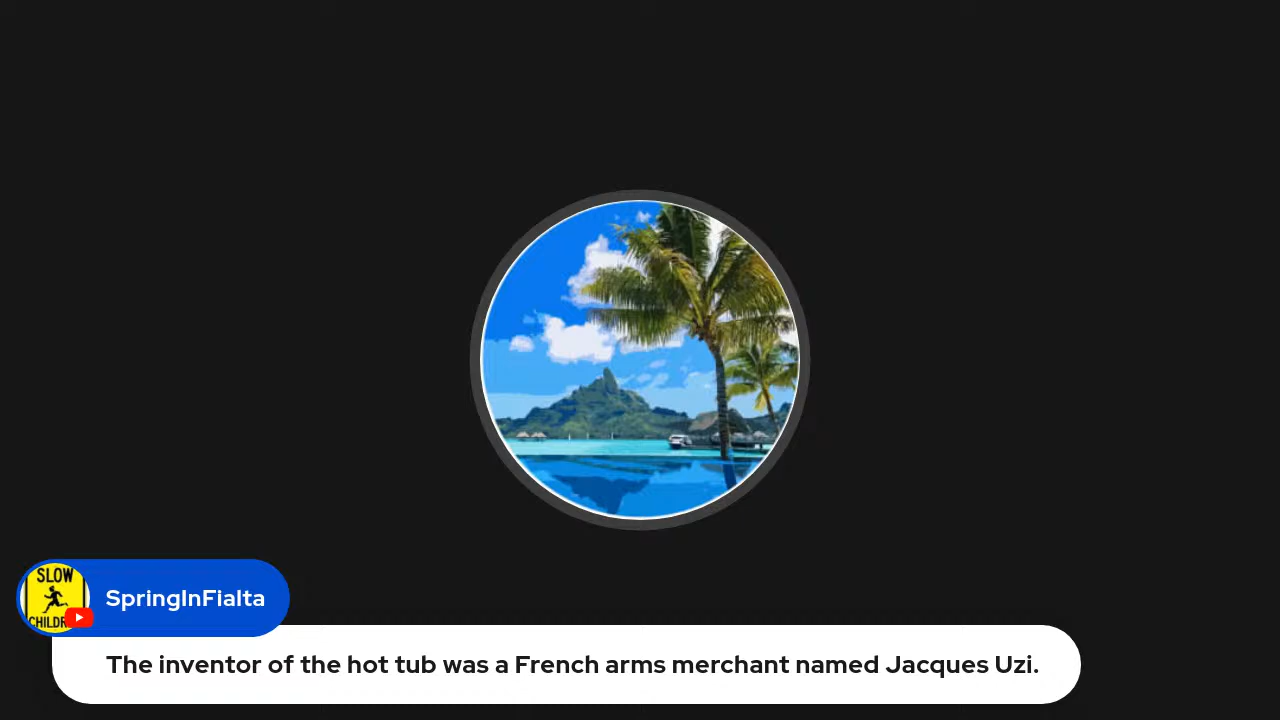 SLOW
CHILDR
SpringInFialta
The inventor of the hot tub was a French arms merchant named Jacques Uzi.